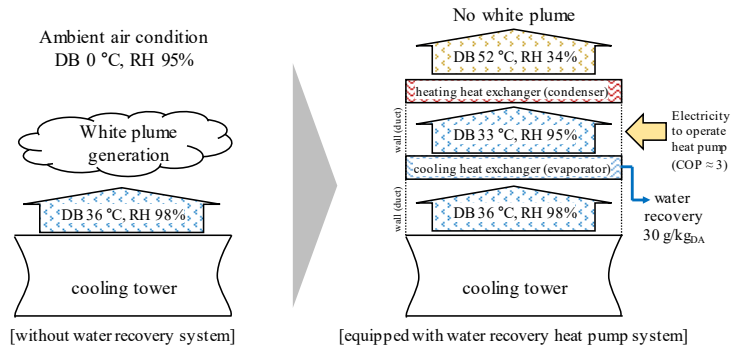 Ambient air condition
DB 0 °C, RH 95%
White plume
generation
DB 36 °C, RH 98%
cooling tower
[without water recovery system]
No white plume
DB 52 °C, RH 34%
heating heat exchanger (condenser)
wall (duct)
DB 33 °C, RH 95%
Electricity
to operate
heat pump
(COP ≈ 3)
cooling heat exchanger (evaporator)
wall (duct)
DB 36 °C, RH 98%
water
recovery
30 g/kgDA
cooling tower
[equipped with water recovery heat pump system]